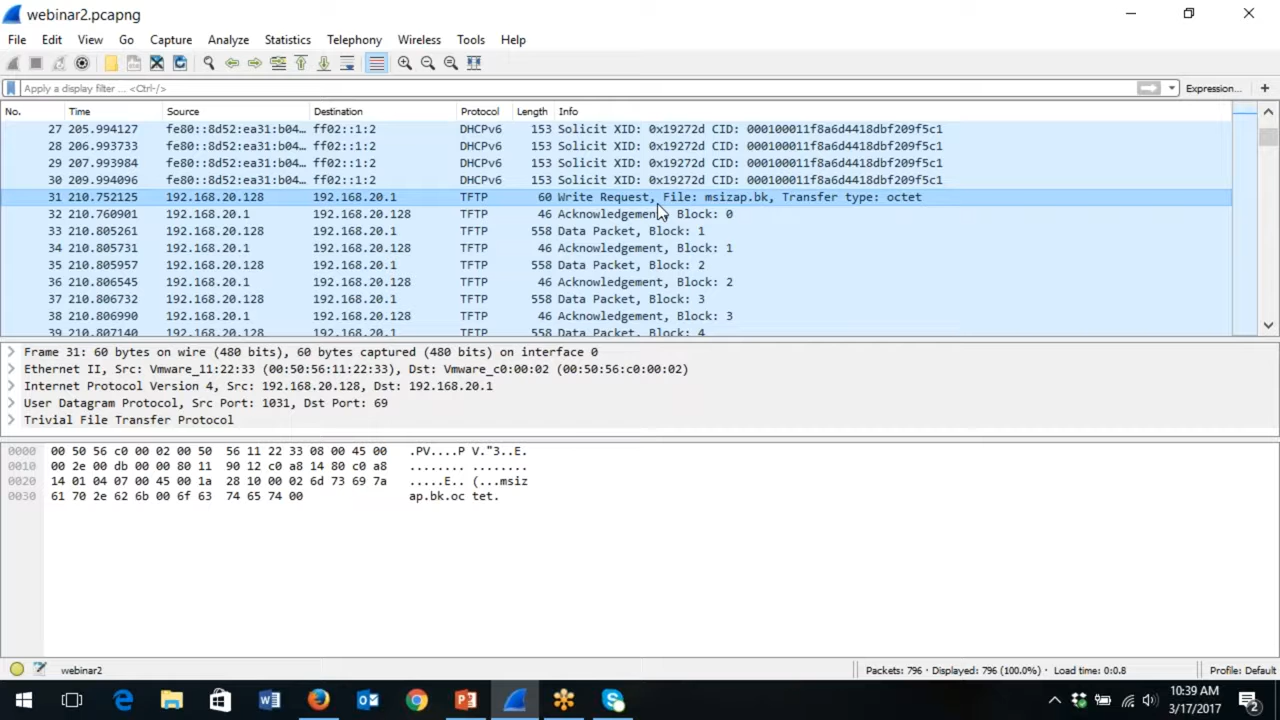 webinar2.pcapng
File Edit View Go Capture Analyze Statistics Telephony Wireless Tools Help
Apply a display filter ... <Ctrl-/> Expression... +
No. Time Source Destination Protocol Length Info
27 205.994127 fe80::8d52:ea31:b04… ff02::1:2 DHCPv6 153 Solicit XID: 0x19272d CID: 000100011f8a6d4418dbf209f5c1
28 206.993733 fe80::8d52:ea31:b04… ff02::1:2 DHCPv6 153 Solicit XID: 0x19272d CID: 000100011f8a6d4418dbf209f5c1
29 207.993984 fe80::8d52:ea31:b04… ff02::1:2 DHCPv6 153 Solicit XID: 0x19272d CID: 000100011f8a6d4418dbf209f5c1
30 209.994096 fe80::8d52:ea31:b04… ff02::1:2 DHCPv6 153 Solicit XID: 0x19272d CID: 000100011f8a6d4418dbf209f5c1
31 210.752125 192.168.20.128 192.168.20.1 TFTP 60 Write Request, File: msizap.bk, Transfer type: octet
32 210.760901 192.168.20.1 192.168.20.128 TFTP 46 Acknowledgement, Block: 0
33 210.805261 192.168.20.128 192.168.20.1 TFTP 558 Data Packet, Block: 1
34 210.805731 192.168.20.1 192.168.20.128 TFTP 46 Acknowledgement, Block: 1
35 210.805957 192.168.20.128 192.168.20.1 TFTP 558 Data Packet, Block: 2
36 210.806545 192.168.20.1 192.168.20.128 TFTP 46 Acknowledgement, Block: 2
37 210.806732 192.168.20.128 192.168.20.1 TFTP 558 Data Packet, Block: 3
38 210.806990 192.168.20.1 192.168.20.128 TFTP 46 Acknowledgement, Block: 3
39 210.807140 192.168.20.128 192.168.20.1 TFTP 558 Data Packet, Block: 4
Frame 31: 60 bytes on wire (480 bits), 60 bytes captured (480 bits) on interface 0
Ethernet II, Src: Vmware_11:22:33 (00:50:56:11:22:33), Dst: Vmware_c0:00:02 (00:50:56:c0:00:02)
Internet Protocol Version 4, Src: 192.168.20.128, Dst: 192.168.20.1
User Datagram Protocol, Src Port: 1031, Dst Port: 69
Trivial File Transfer Protocol
0000 00 50 56 c0 00 02 00 50 56 11 22 33 08 00 45 00 .PV....P V."3..E.
0010 00 2e 00 db 00 00 80 11 90 12 c0 a8 14 80 c0 a8 ........ ........
0020 14 01 04 07 00 45 00 1a 28 10 00 02 6d 73 69 7a .....E.. (...msiz
0030 61 70 2e 62 6b 00 6f 63 74 65 74 00 ap.bk.oc tet.
webinar2 Packets: 796 · Displayed: 796 (100.0%) · Load time: 0:0.8 Profile: Default
10:39 AM
3/17/2017
2